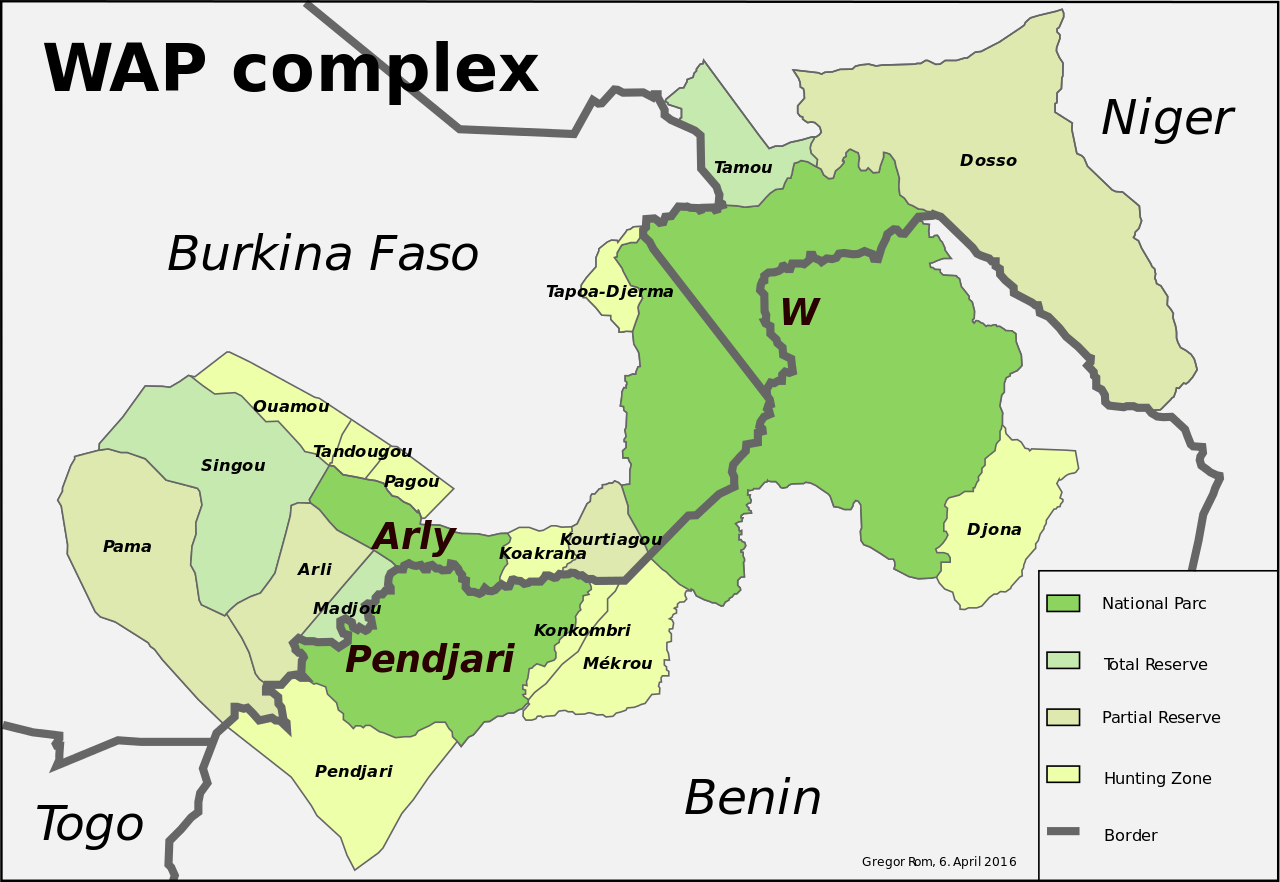 WAP complex
Niger
Tamou
Dosso
Burkina Faso
Tapoa-Djerma
W
Ouamou
Tandougou
Singou
Pagou
Djona
Arly
Pama
Koakrana
Kourtiagou
Arli
Madjou
Konkombri
Mékrou
Pendjari
Pendjari
Benin
Togo
National Parc
Total Reserve
Partial Reserve
Hunting Zone
Border
Gregor Rom, 6. April 2016